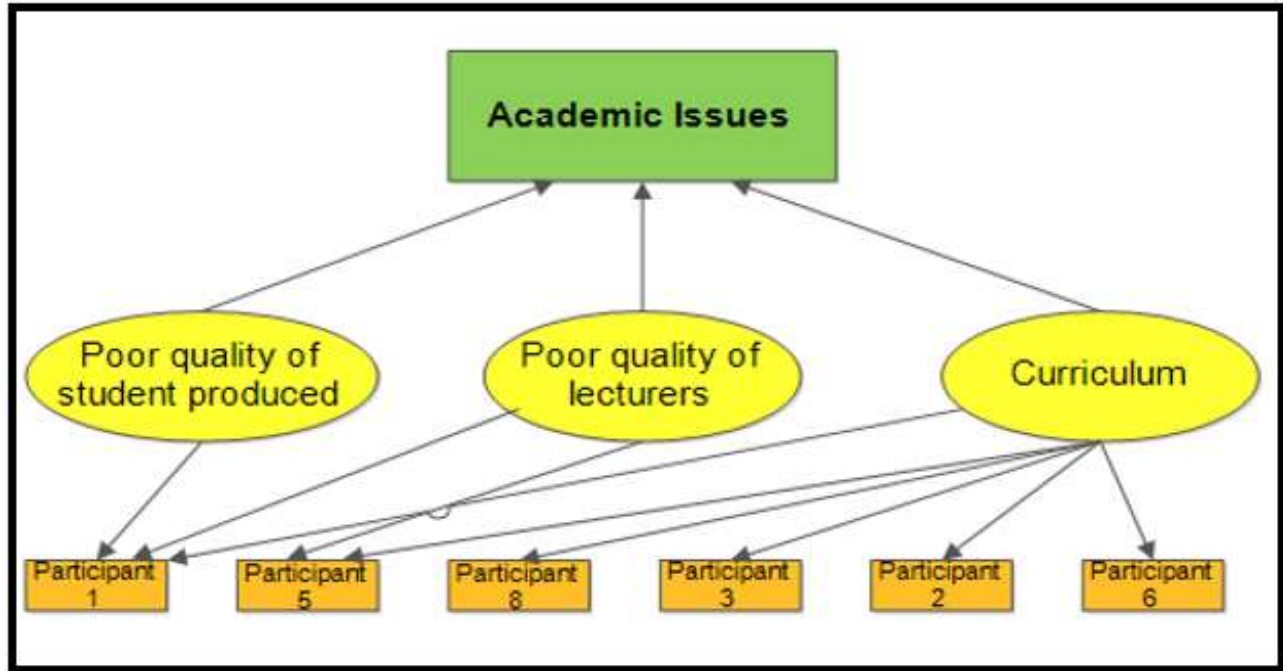 Academic Issues
Poor quality of
student produced
Poor quality of
lecturers
Curriculum
Participant
1
Participant
5
Participant
8
Participant
3
Participant
2
Participant
6